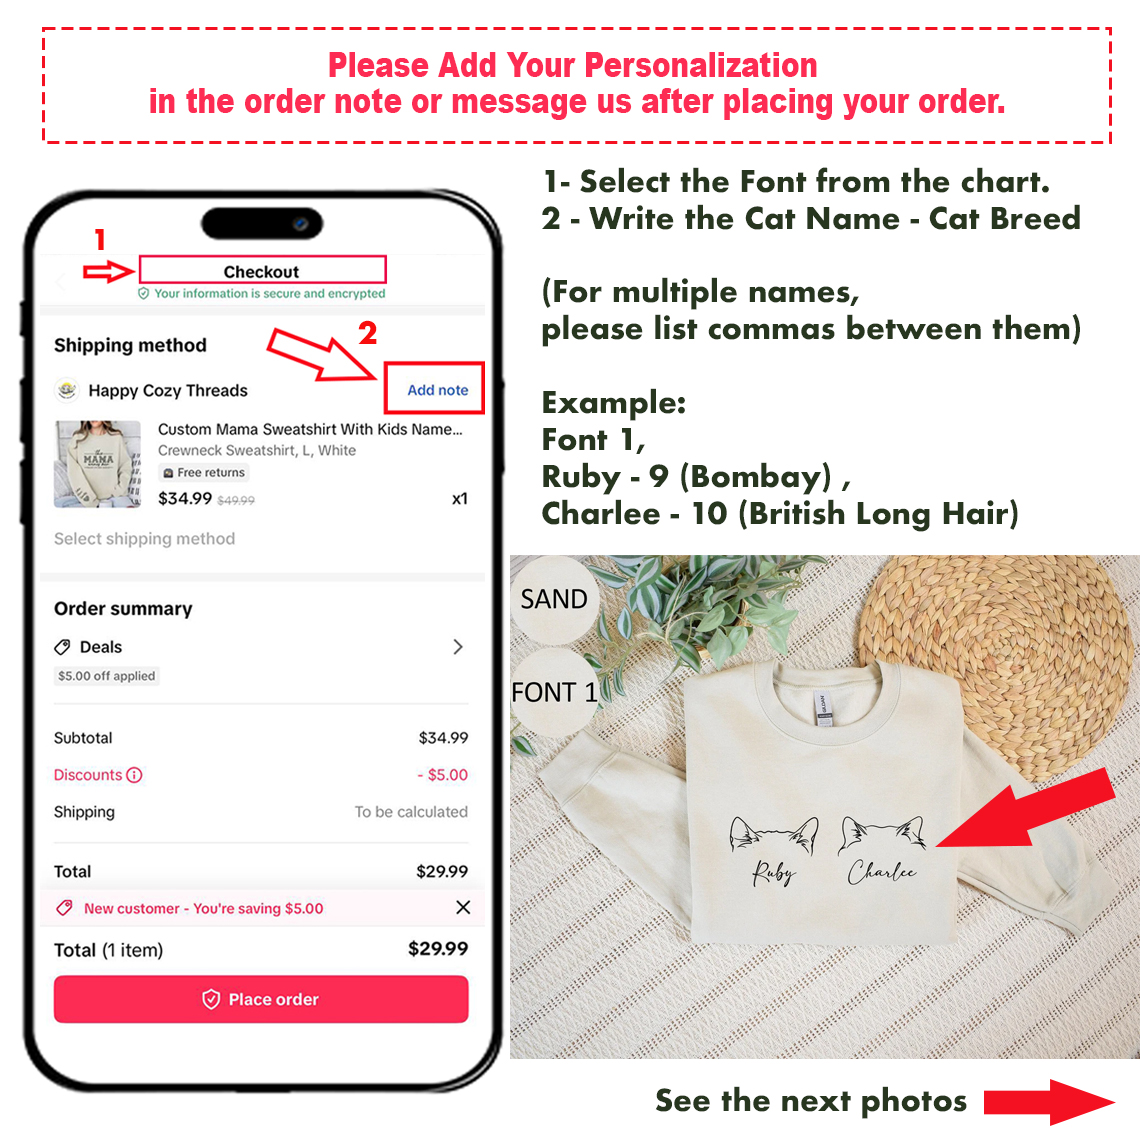 Please Add Your Personalization
in the order note or message us after placing your order.
1- Select the Font from the chart.
2 - Write the Cat Name - Cat Breed
(For multiple names,
please list commas between them)
Example:
Font 1,
Ruby - 9 (Bombay) ,
Charlee - 10 (British Long Hair)
1
Checkout
Your information is secure and encrypted
2
Shipping method
Happy Cozy Threads
Add note
Custom Mama Sweatshirt With Kids Name...
Crewneck Sweatshirt, L, White
Free returns
$34.99 $49.99 x1
MAMA
Select shipping method
Order summary
Deals
$5.00 off applied
Subtotal $34.99
Discounts - $5.00
Shipping To be calculated
Total $29.99
New customer - You're saving $5.00
Total (1 item) $29.99
Place order
SAND
FONT 1
GILDAN
Ruby Charlee
See the next photos